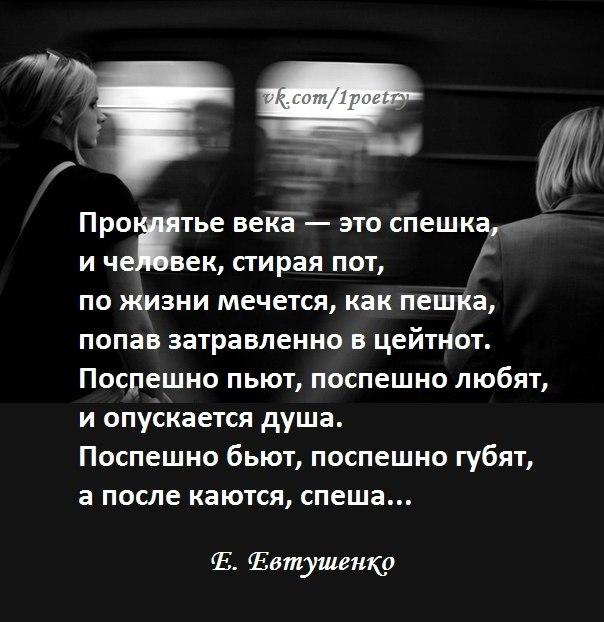 vk.com/1poetry
Проклятье века — это спешка,
и человек, стирая пот,
по жизни мечется, как пешка,
попав затравленно в цейтнот.
Поспешно пьют, поспешно любят,
и опускается душа.
Поспешно бьют, поспешно губят,
а после каются, спеша...
Е. Евтушенко